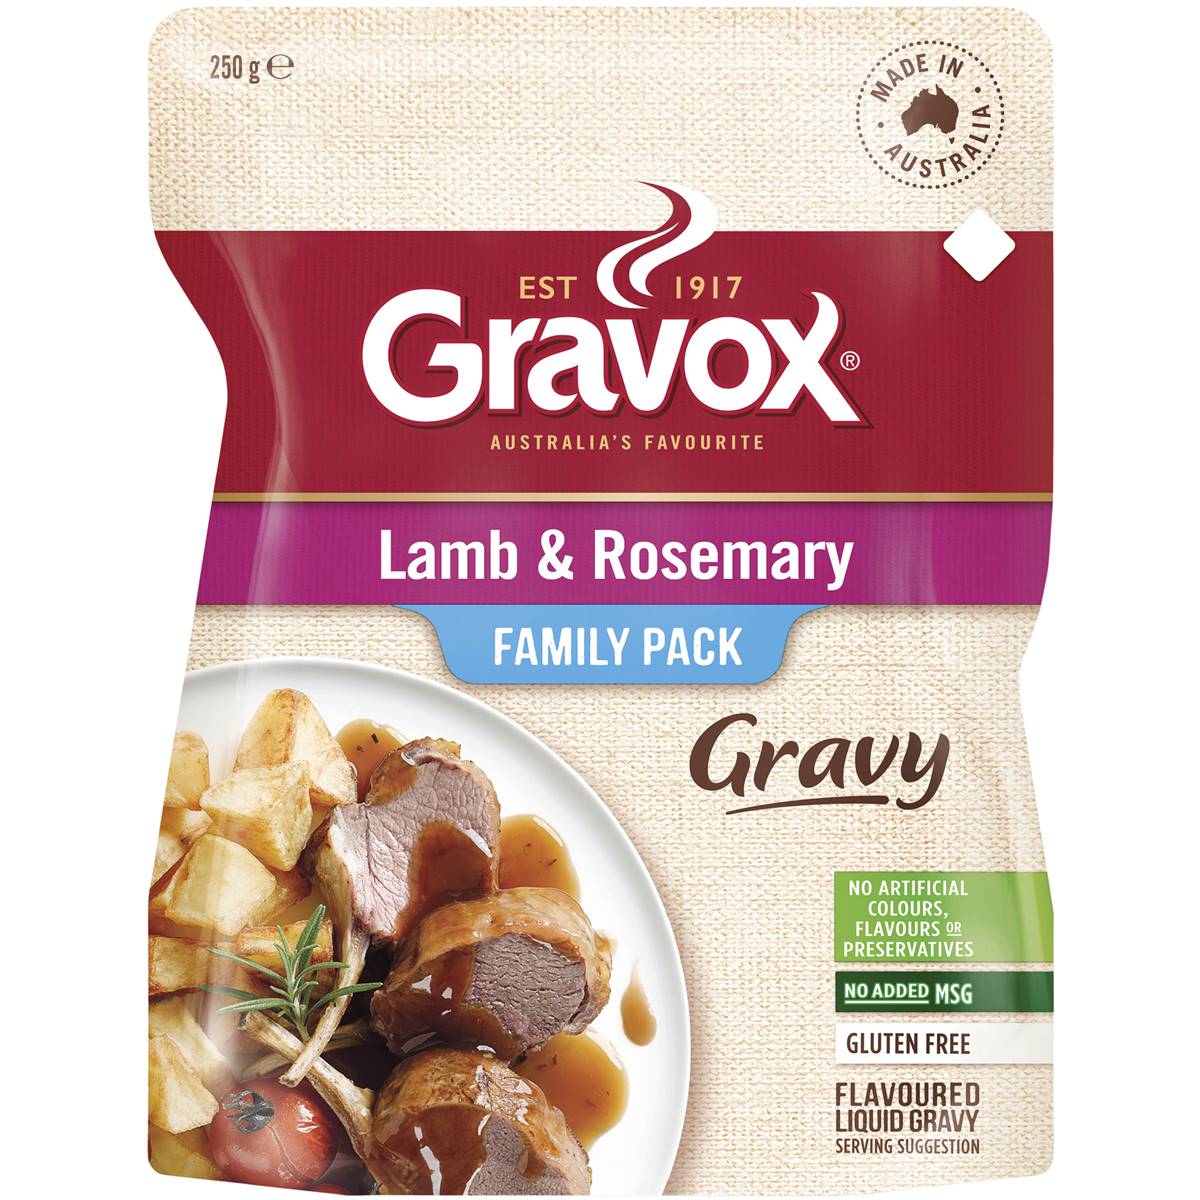 250 g ℮
MADE IN
AUSTRALIA
EST 1917
Gravox®
AUSTRALIA'S FAVOURITE
Lamb & Rosemary
FAMILY PACK
Gravy
NO ARTIFICIAL
COLOURS,
FLAVOURS OR
PRESERVATIVES
NO ADDED MSG
GLUTEN FREE
FLAVOURED
LIQUID GRAVY
SERVING SUGGESTION